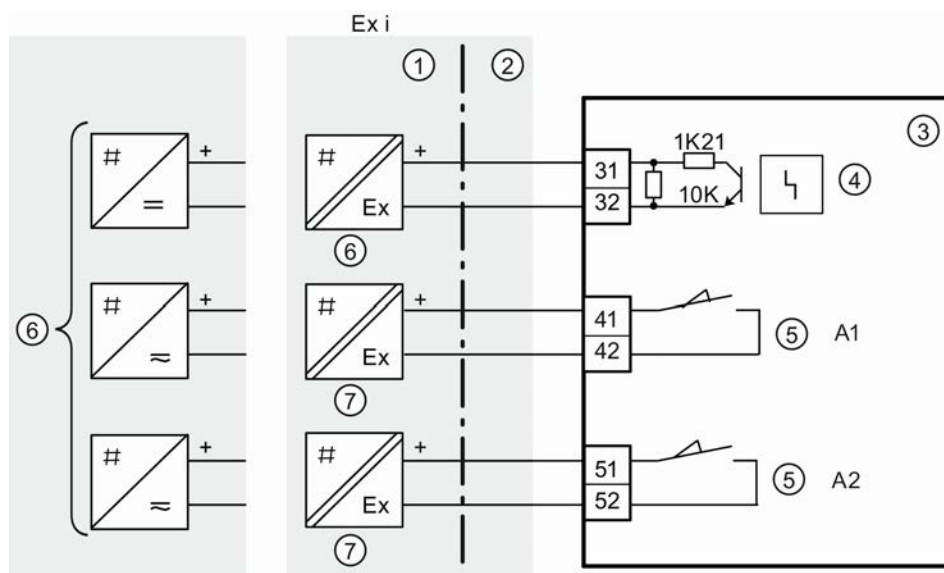 Ex i
① ② ③
# + # + 31 1K21
= Ex 32 10K ④
⑥
# + # + 41
⑥ ≂ Ex 42 ⑤ A1
⑦
# + # + 51
≂ Ex 52 ⑤ A2
⑦